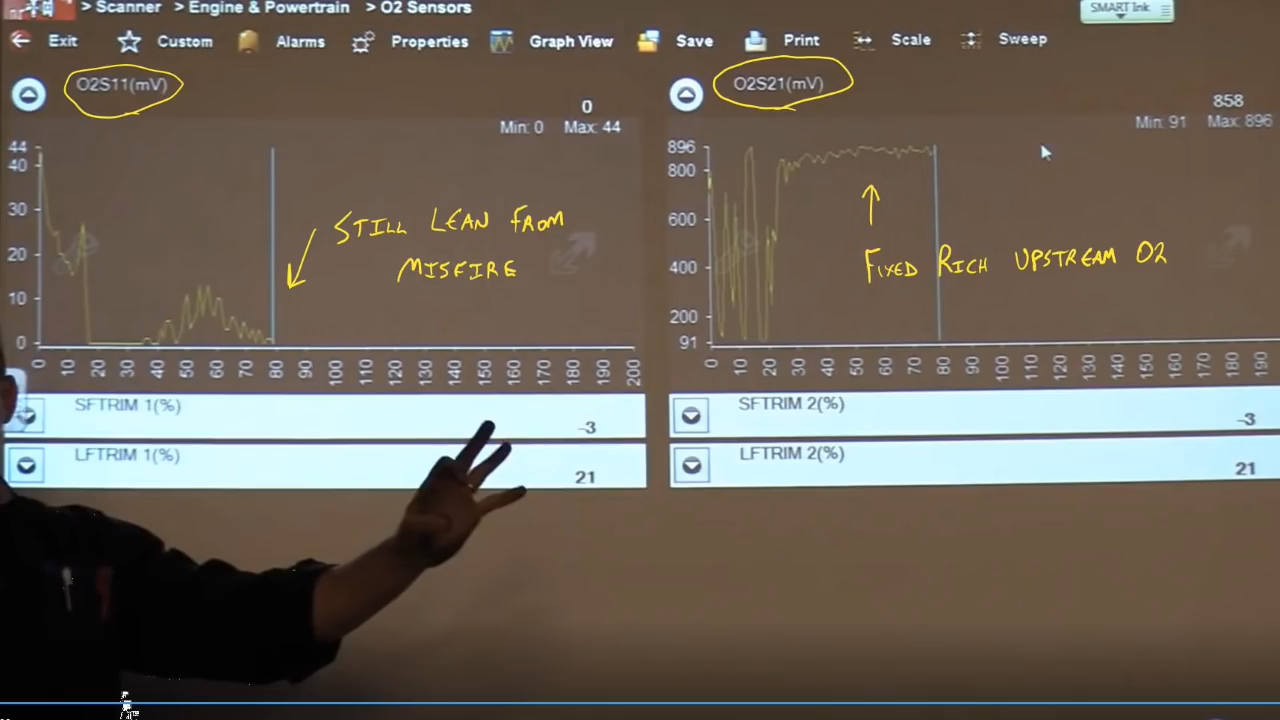 > Scanner > Engine & Powertrain > O2 Sensors
SMART Ink
Exit Custom Alarms Properties Graph View Save Print Scale Sweep
O2S11(mV)
0
Min: 0 Max: 44
44
40
30
20
10
0
0 10 20 30 40 50 60 70 80 90 100 110 120 130 140 150 160 170 180 190 200
STILL LEAN FROM
MISFIRE
SFTRIM 1(%)
-3
LFTRIM 1(%)
21
O2S21(mV)
858
Min: 91 Max: 896
896
800
600
400
200
91
0 10 20 30 40 50 60 70 80 90 100 110 120 130 140 150 160 170 180 190
FIXED RICH UPSTREAM O2
SFTRIM 2(%)
-3
LFTRIM 2(%)
21